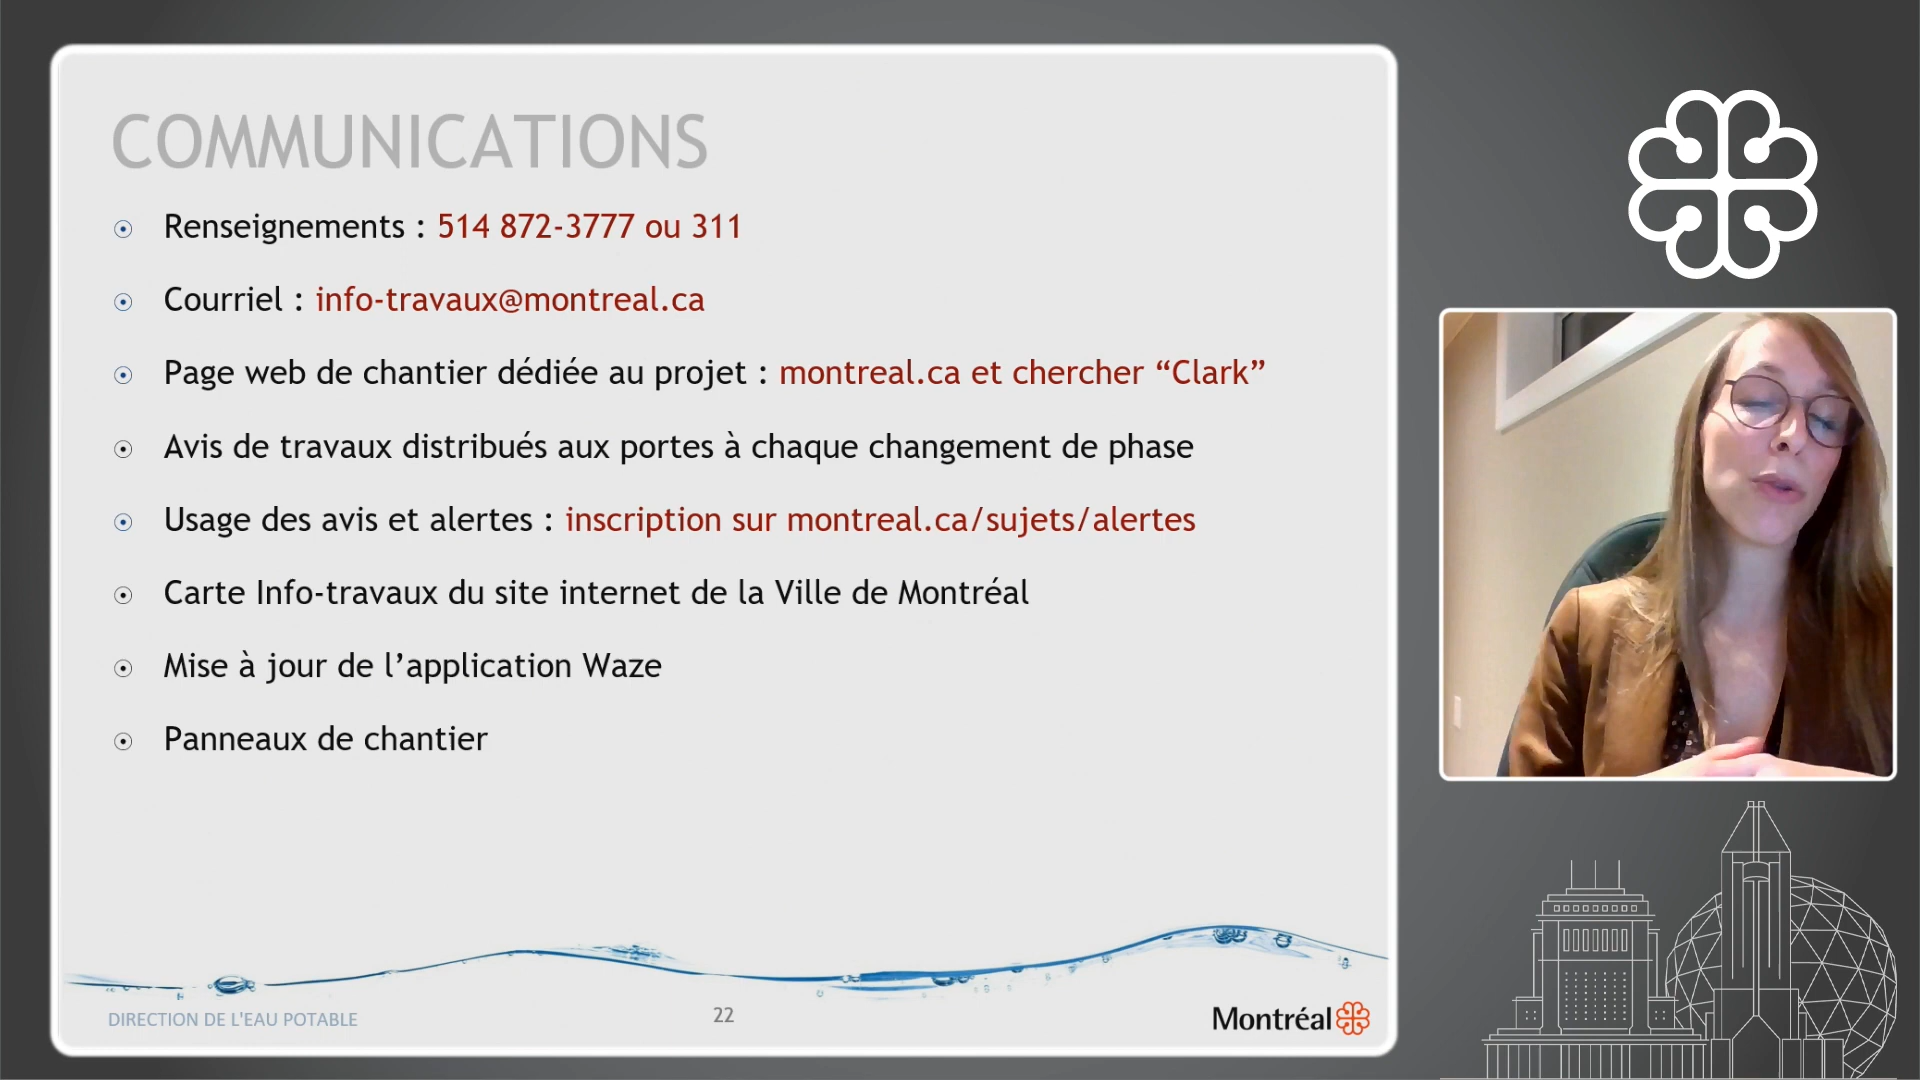 COMMUNICATIONS
Renseignements : 514 872-3777 ou 311
Courriel : info-travaux@montreal.ca
Page web de chantier dédiée au projet : montreal.ca et chercher “Clark”
Avis de travaux distribués aux portes à chaque changement de phase
Usage des avis et alertes : inscription sur montreal.ca/sujets/alertes
Carte Info-travaux du site internet de la Ville de Montréal
Mise à jour de l’application Waze
Panneaux de chantier
DIRECTION DE L'EAU POTABLE
22
Montréal